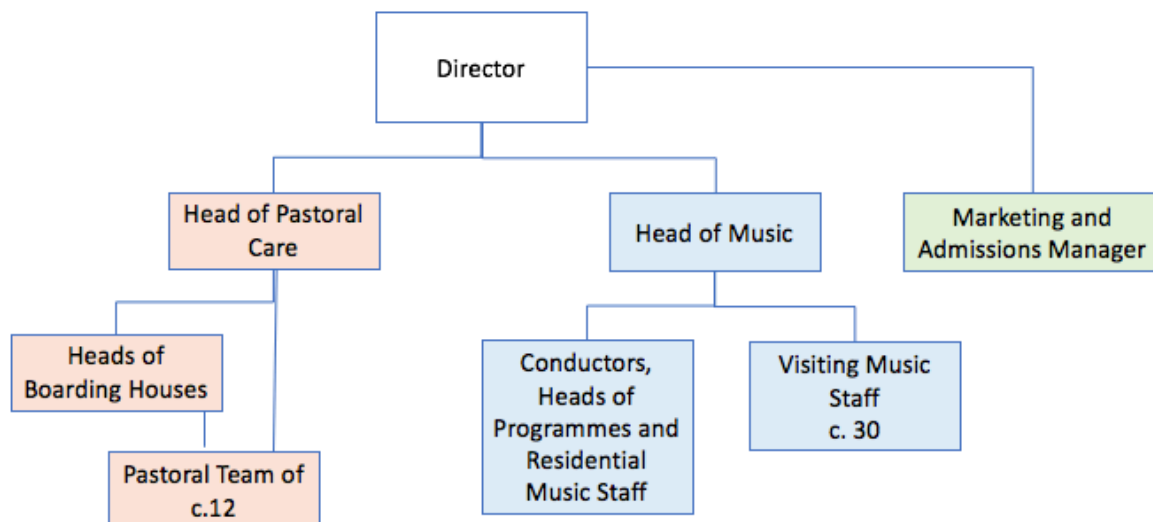 Director
Head of Pastoral
Care
Head of Music
Marketing and
Admissions Manager
Heads of
Boarding Houses
Pastoral Team of
c.12
Conductors,
Heads of
Programmes and
Residential
Music Staff
Visiting Music
Staff
c. 30